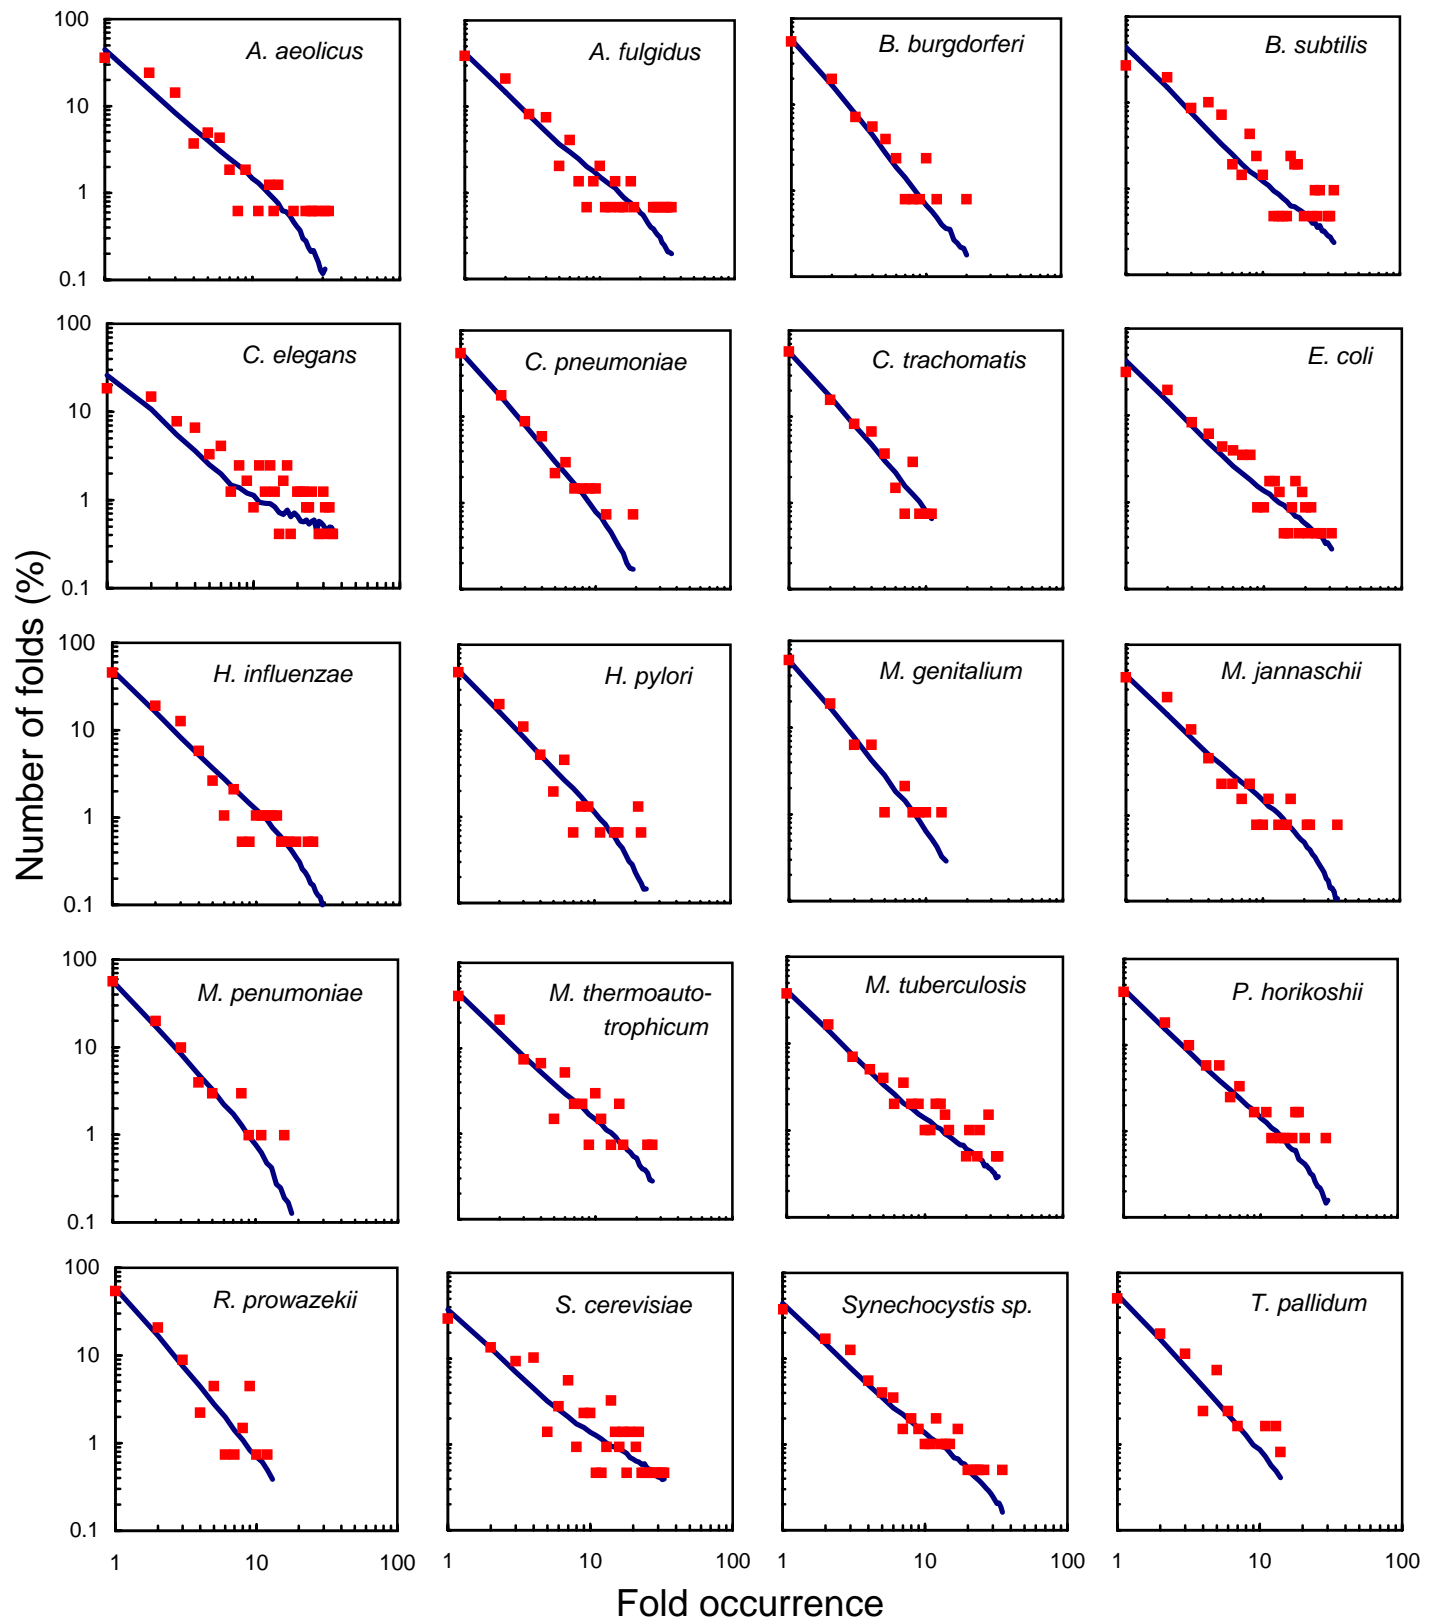 100
10
1
0.1
A. aeolicus
A. fulgidus
B. burgdorferi
B. subtilis
100
10
1
0.1
C. elegans
C. pneumoniae
C. trachomatis
E. coli
Number of folds (%)
100
10
1
0.1
H. influenzae
H. pylori
M. genitalium
M. jannaschii
100
10
1
0.1
M. penumoniae
M. thermoauto-
trophicum
M. tuberculosis
P. horikoshii
100
10
1
0.1
R. prowazekii
S. cerevisiae
Synechocystis sp.
T. pallidum
1 10 100 1 10 100 1 10 100 1 10 100
Fold occurrence